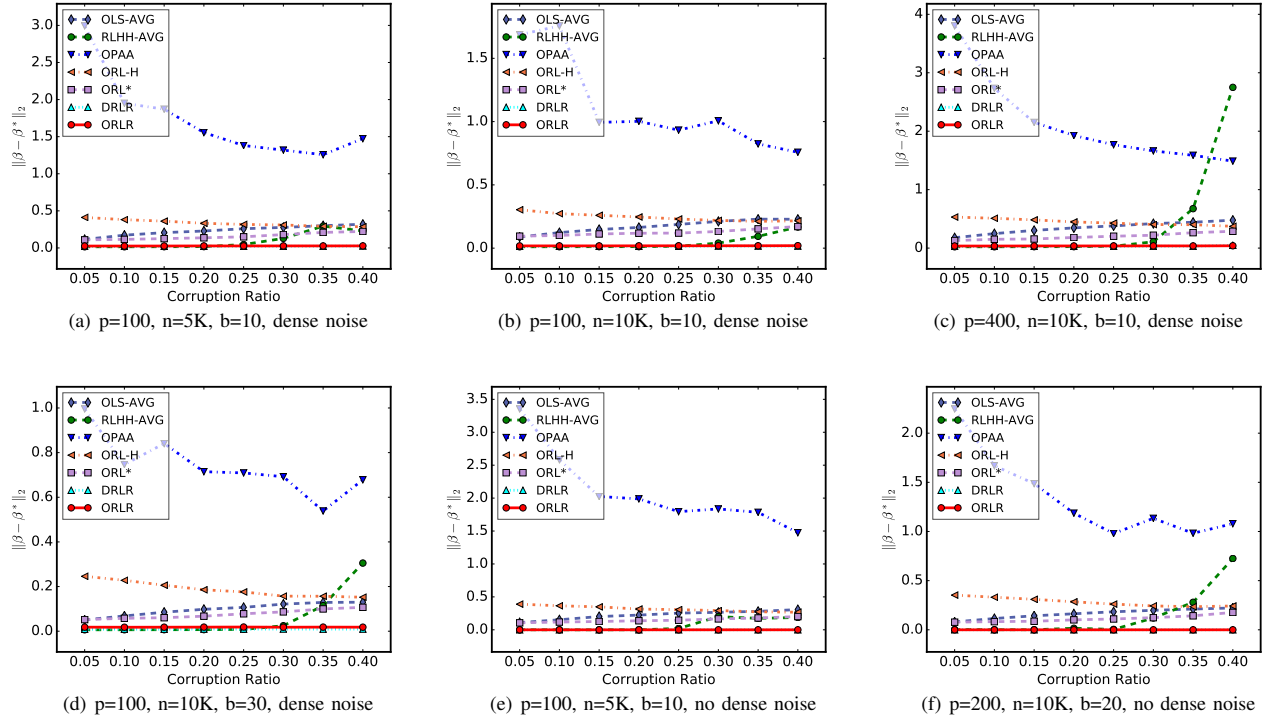 3.0
2.5
2.0
1.5
1.0
0.5
0.0
||β − β*||₂
OLS-AVG
RLHH-AVG
OPAA
ORL-H
ORL*
DRLR
ORLR
0.05 0.10 0.15 0.20 0.25 0.30 0.35 0.40
Corruption Ratio
(a) p=100, n=5K, b=10, dense noise
1.5
1.0
0.5
0.0
||β − β*||₂
OLS-AVG
RLHH-AVG
OPAA
ORL-H
ORL*
DRLR
ORLR
0.05 0.10 0.15 0.20 0.25 0.30 0.35 0.40
Corruption Ratio
(b) p=100, n=10K, b=10, dense noise
4
3
2
1
0
||β − β*||₂
OLS-AVG
RLHH-AVG
OPAA
ORL-H
ORL*
DRLR
ORLR
0.05 0.10 0.15 0.20 0.25 0.30 0.35 0.40
Corruption Ratio
(c) p=400, n=10K, b=10, dense noise
1.0
0.8
0.6
0.4
0.2
0.0
||β − β*||₂
OLS-AVG
RLHH-AVG
OPAA
ORL-H
ORL*
DRLR
ORLR
0.05 0.10 0.15 0.20 0.25 0.30 0.35 0.40
Corruption Ratio
(d) p=100, n=10K, b=30, dense noise
3.5
3.0
2.5
2.0
1.5
1.0
0.5
0.0
||β − β*||₂
OLS-AVG
RLHH-AVG
OPAA
ORL-H
ORL*
DRLR
ORLR
0.05 0.10 0.15 0.20 0.25 0.30 0.35 0.40
Corruption Ratio
(e) p=100, n=5K, b=10, no dense noise
2.0
1.5
1.0
0.5
0.0
||β − β*||₂
OLS-AVG
RLHH-AVG
OPAA
ORL-H
ORL*
DRLR
ORLR
0.05 0.10 0.15 0.20 0.25 0.30 0.35 0.40
Corruption Ratio
(f) p=200, n=10K, b=20, no dense noise